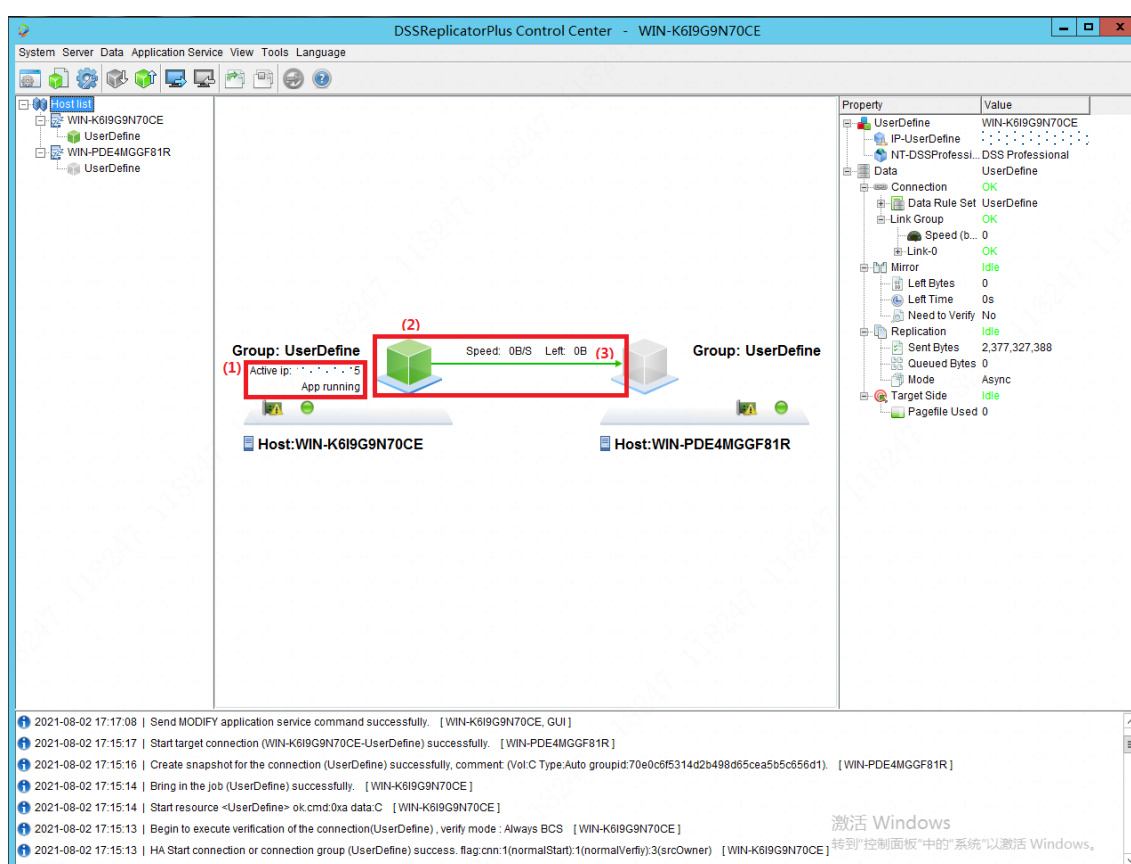 DSSReplicatorPlus Control Center - WIN-K6I9G9N70CE
System Server Data Application Service View Tools Language
Host list
WIN-K6I9G9N70CE
UserDefine
WIN-PDE4MGGF81R
UserDefine
(2)
Group: UserDefine
Speed: 0B/S Left: 0B (3)
Group: UserDefine
(1) Active ip: 5
App running
Host:WIN-K6I9G9N70CE
Host:WIN-PDE4MGGF81R
Property Value
UserDefine WIN-K6I9G9N70CE
IP-UserDefine
NT-DSSProfessi... DSS Professional
Data UserDefine
Connection OK
Data Rule Set UserDefine
Link Group OK
Speed (b... 0
Link-0 OK
Mirror Idle
Left Bytes 0
Left Time 0s
Need to Verify No
Replication Idle
Sent Bytes 2,377,327,388
Queued Bytes 0
Mode Async
Target Side Idle
Pagefile Used 0
2021-08-02 17:17:08 | Send MODIFY application service command successfully. [ WIN-K6I9G9N70CE, GUI ]
2021-08-02 17:15:17 | Start target connection (WIN-K6I9G9N70CE-UserDefine) successfully. [ WIN-PDE4MGGF81R ]
2021-08-02 17:15:16 | Create snapshot for the connection (UserDefine) successfully, comment: (Vol:C Type:Auto groupid:70e0c6f5314d2b498d65cea5b5c656d1). [ WIN-PDE4MGGF81R ]
2021-08-02 17:15:14 | Bring in the job (UserDefine) successfully. [ WIN-K6I9G9N70CE ]
2021-08-02 17:15:14 | Start resource <UserDefine> ok.cmd:0xa data:C [ WIN-K6I9G9N70CE ]
2021-08-02 17:15:13 | Begin to execute verification of the connection(UserDefine) , verify mode : Always BCS [ WIN-K6I9G9N70CE ]
2021-08-02 17:15:13 | HA Start connection or connection group (UserDefine) success. flag:cnn:1(normalStart):1(normalVerfiy):3(srcOwner) [ WIN-K6I9G9N70CE ]
激活 Windows
转到"控制面板"中的"系统"以激活 Windows。